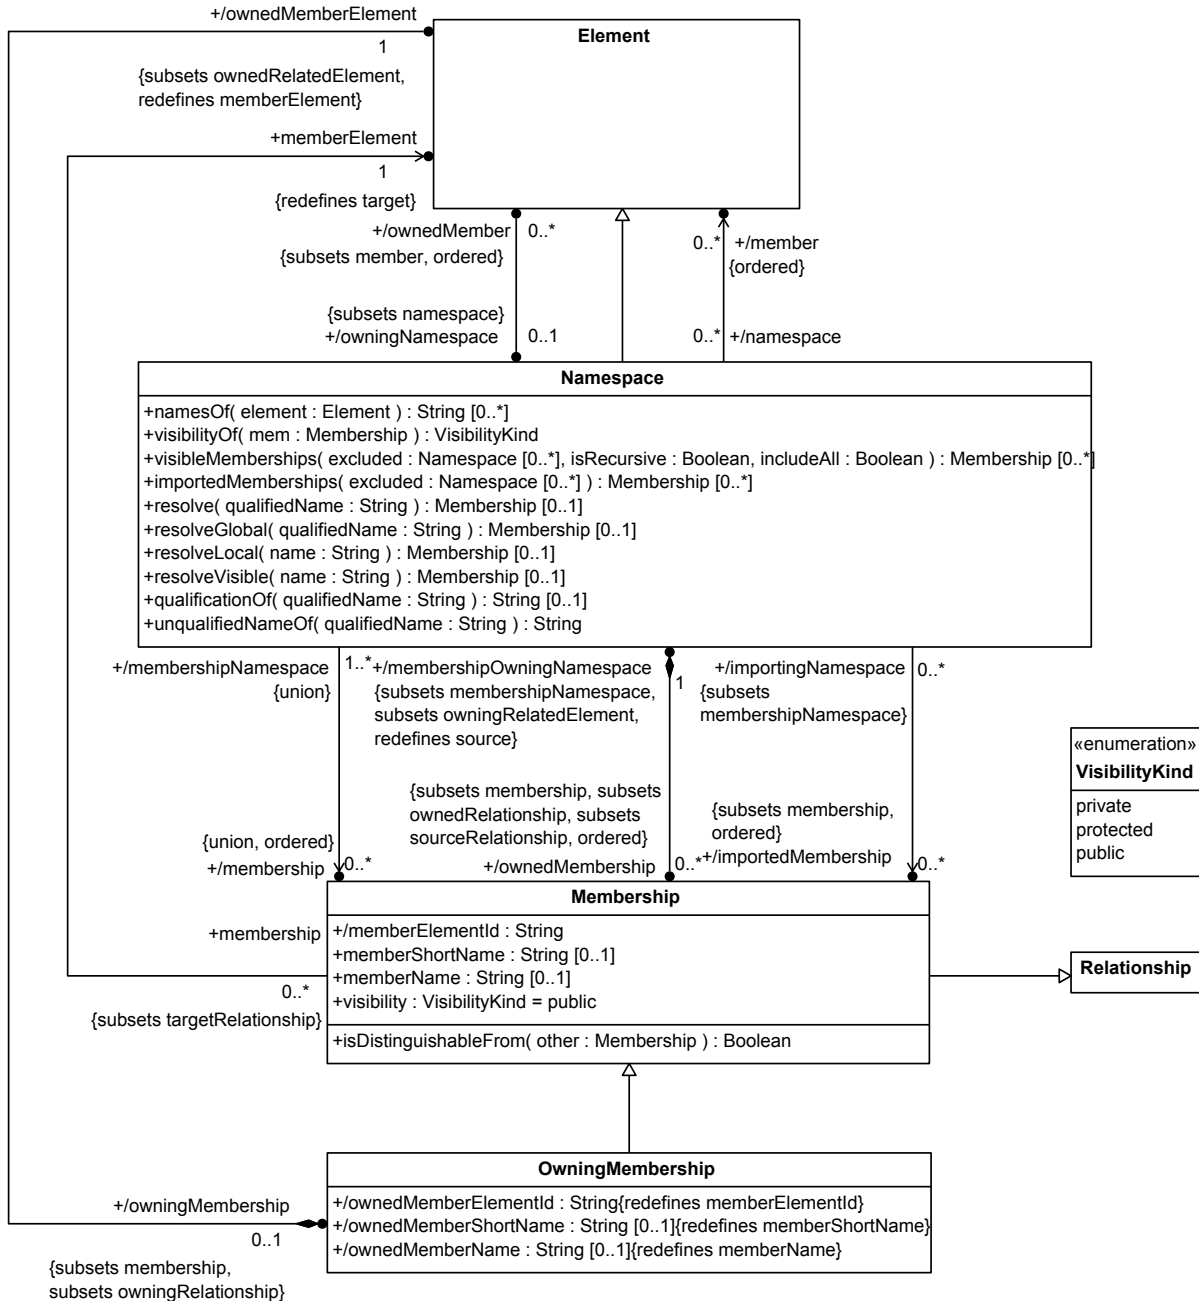 +/ownedMemberElement
1
{subsets ownedRelatedElement,
redefines memberElement}
Element
+memberElement
1
{redefines target}
+/ownedMember
0..*
{subsets member, ordered}
0..*
+/member
{ordered}
{subsets namespace}
+/owningNamespace
0..1
0..*
+/namespace
Namespace
+namesOf( element : Element ) : String [0..*]
+visibilityOf( mem : Membership ) : VisibilityKind
+visibleMemberships( excluded : Namespace [0..*], isRecursive : Boolean, includeAll : Boolean ) : Membership [0..*]
+importedMemberships( excluded : Namespace [0..*] ) : Membership [0..*]
+resolve( qualifiedName : String ) : Membership [0..1]
+resolveGlobal( qualifiedName : String ) : Membership [0..1]
+resolveLocal( name : String ) : Membership [0..1]
+resolveVisible( name : String ) : Membership [0..1]
+qualificationOf( qualifiedName : String ) : String [0..1]
+unqualifiedNameOf( qualifiedName : String ) : String
+/membershipNamespace
1..*
{union}
+/membershipOwningNamespace
1
{subsets membershipNamespace,
subsets owningRelatedElement,
redefines source}
+/importingNamespace
0..*
{subsets
membershipNamespace}
«enumeration»
VisibilityKind
private
protected
public
{union, ordered}
+/membership
0..*
{subsets membership, subsets
ownedRelationship, subsets
sourceRelationship, ordered}
+/ownedMembership
0..*
{subsets membership,
ordered}
+/importedMembership
0..*
Membership
+/memberElementId : String
+memberShortName : String [0..1]
+memberName : String [0..1]
+visibility : VisibilityKind = public
+isDistinguishableFrom( other : Membership ) : Boolean
+membership
0..*
{subsets targetRelationship}
Relationship
OwningMembership
+/ownedMemberElementId : String{redefines memberElementId}
+/ownedMemberShortName : String [0..1]{redefines memberShortName}
+/ownedMemberName : String [0..1]{redefines memberName}
+/owningMembership
0..1
{subsets membership,
subsets owningRelationship}